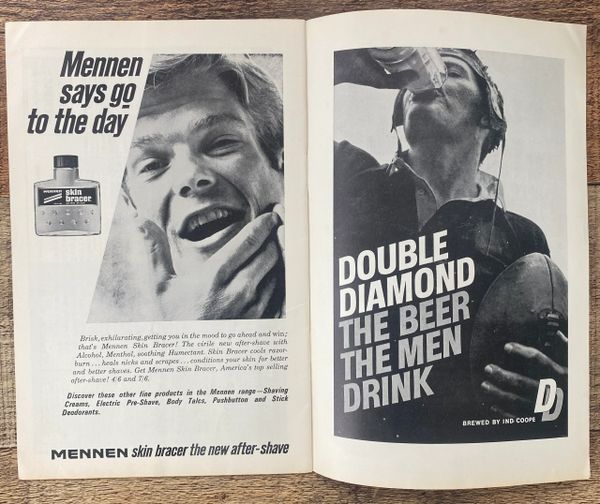 Mennen
says go
to the day
MENNEN
skin
bracer
Brisk, exhilarating, getting you in the mood to go ahead and win;
that's Mennen Skin Bracer! The virile new after-shave with
Alcohol, Menthol, soothing Humectant. Skin Bracer cools razor-
burn . . . heals nicks and scrapes . . . conditions your skin for better
and better shaves. Get Mennen Skin Bracer, America's top selling
after-shave! 4/6 and 7/6.
Discover these other fine products in the Mennen range—Shaving
Creams, Electric Pre-Shave, Body Talcs, Pushbutton and Stick
Deodorants.
MENNEN skin bracer the new after-shave
DOUBLE
DIAMOND
THE BEER
THE MEN
DRINK
BREWED BY IND COOPE
DD